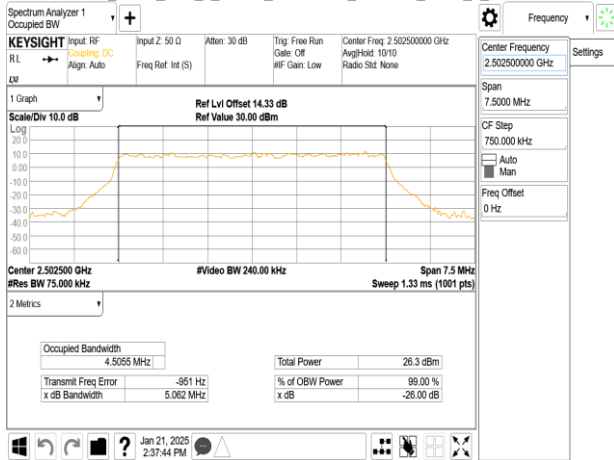 Spectrum Analyzer 1
Occupied BW
Frequency
KEYSIGHT
Input: RF
Coupling: DC
Align: Auto
Input Z: 50 Ω
Freq Ref: Int (S)
Atten: 30 dB
Trig: Free Run
Gate: Off
#IF Gain: Low
Center Freq: 2.502500000 GHz
Avg|Hold: 10/10
Radio Std: None
RL
LXI
Center Frequency
2.502500000 GHz
Settings
Span
7.5000 MHz
CF Step
750.000 kHz
Auto
Man
Freq Offset
0 Hz
1 Graph
Scale/Div 10.0 dB
Ref Lvl Offset 14.33 dB
Ref Value 30.00 dBm
Log
20.0
10.0
0.00
-10.0
-20.0
-30.0
-40.0
-50.0
-60.0
Center 2.502500 GHz
#Video BW 240.00 kHz
Span 7.5 MHz
#Res BW 75.000 kHz
Sweep 1.33 ms (1001 pts)
2 Metrics
Occupied Bandwidth
4.5055 MHz
Total Power 26.3 dBm
Transmit Freq Error -951 Hz
% of OBW Power 99.00 %
x dB Bandwidth 5.062 MHz
x dB -26.00 dB
?
Jan 21, 2025
2:37:44 PM